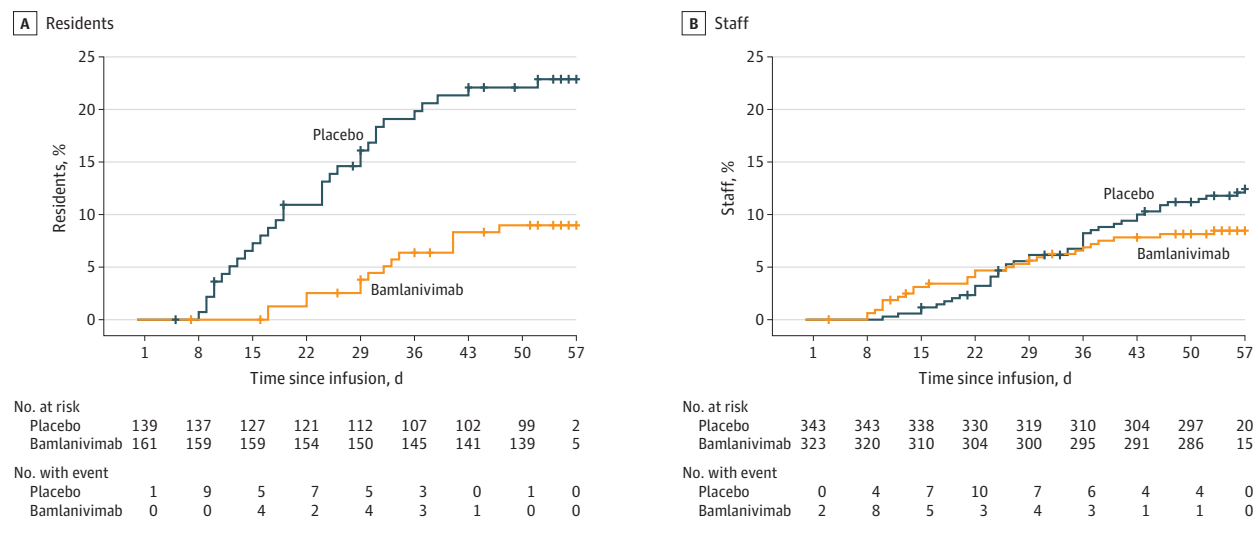 A Residents
Residents, %
25
20
15
10
5
0
Placebo
Bamlanivimab
1 8 15 22 29 36 43 50 57
Time since infusion, d
No. at risk
Placebo 139 137 127 121 112 107 102 99 2
Bamlanivimab 161 159 159 154 150 145 141 139 5
No. with event
Placebo 1 9 5 7 5 3 0 1 0
Bamlanivimab 0 0 4 2 4 3 1 0 0
B Staff
Staff, %
25
20
15
10
5
0
Placebo
Bamlanivimab
1 8 15 22 29 36 43 50 57
Time since infusion, d
No. at risk
Placebo 343 343 338 330 319 310 304 297 20
Bamlanivimab 323 320 310 304 300 295 291 286 15
No. with event
Placebo 0 4 7 10 7 6 4 4 0
Bamlanivimab 2 8 5 3 4 3 1 1 0